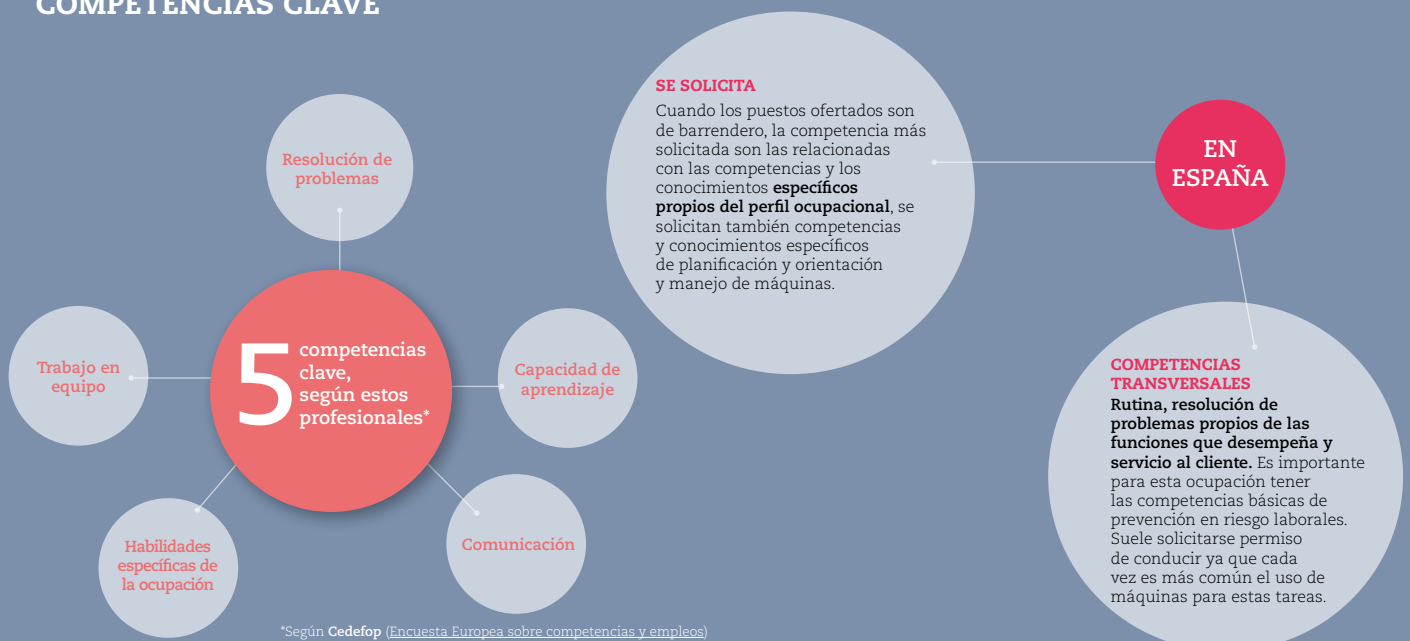 COMPETENCIAS CLAVE
Resolución de
problemas
Trabajo en
equipo
5
competencias
clave,
según estos
profesionales*
Capacidad de
aprendizaje
Habilidades
específicas de
la ocupación
Comunicación
*Según Cedefop (Encuesta Europea sobre competencias y empleos)
SE SOLICITA
Cuando los puestos ofertados son
de barrendero, la competencia más
solicitada son las relacionadas
con las competencias y los
conocimientos específicos
propios del perfil ocupacional, se
solicitan también competencias
y conocimientos específicos
de planificación y orientación
y manejo de máquinas.
EN
ESPAÑA
COMPETENCIAS
TRANSVERSALES
Rutina, resolución de
problemas propios de las
funciones que desempeña y
servicio al cliente. Es importante
para esta ocupación tener
las competencias básicas de
prevención en riesgo laborales.
Suele solicitarse permiso
de conducir ya que cada
vez es más común el uso de
máquinas para estas tareas.